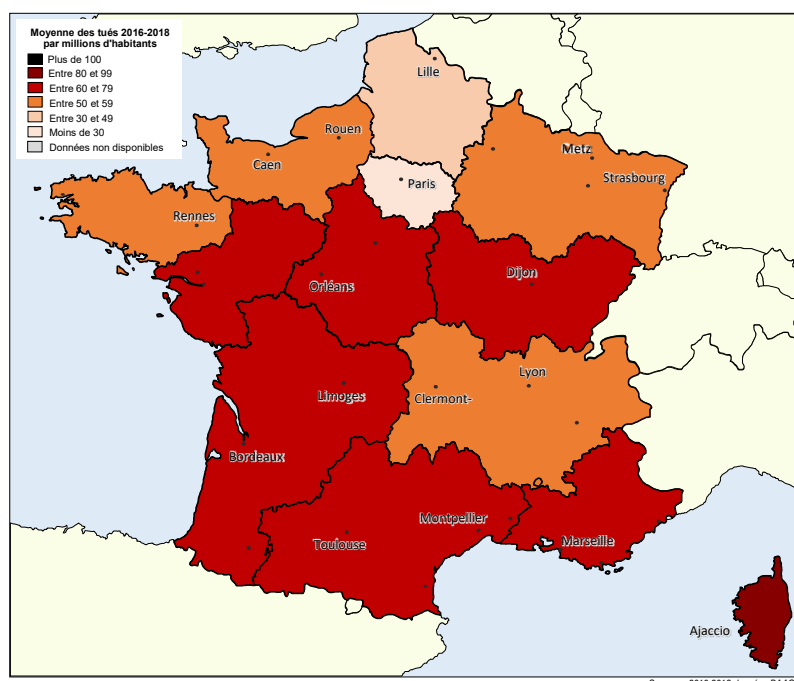 Moyenne des tués 2016-2018
par millions d'habitants
Plus de 100
Entre 80 et 99
Entre 60 et 79
Entre 50 et 59
Entre 30 et 49
Moins de 30
Données non disponibles
Lille
Rouen
Caen
Metz
Paris
Strasbourg
Rennes
Dijon
Orléans
Lyon
Limoges
Clermont-
Bordeaux
Montpellier
Toulouse
Marseille
Ajaccio